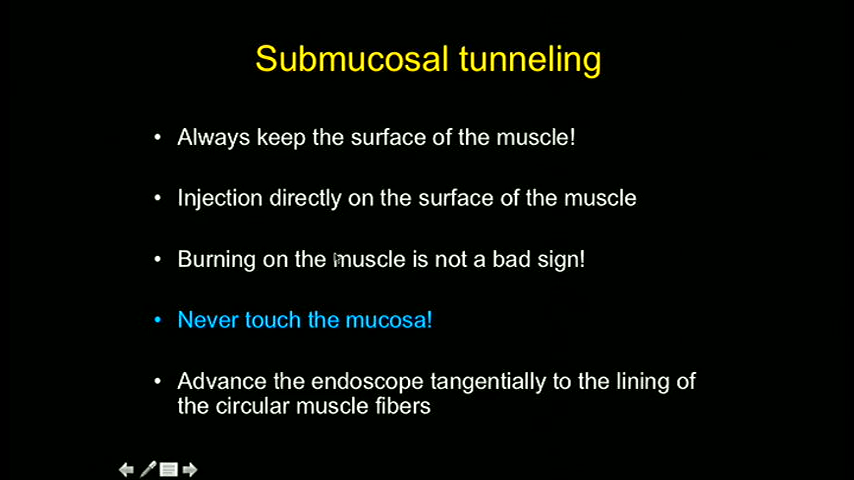 Submucosal tunneling
• Always keep the surface of the muscle!
• Injection directly on the surface of the muscle
• Burning on the muscle is not a bad sign!
• Never touch the mucosa!
• Advance the endoscope tangentially to the lining of
the circular muscle fibers